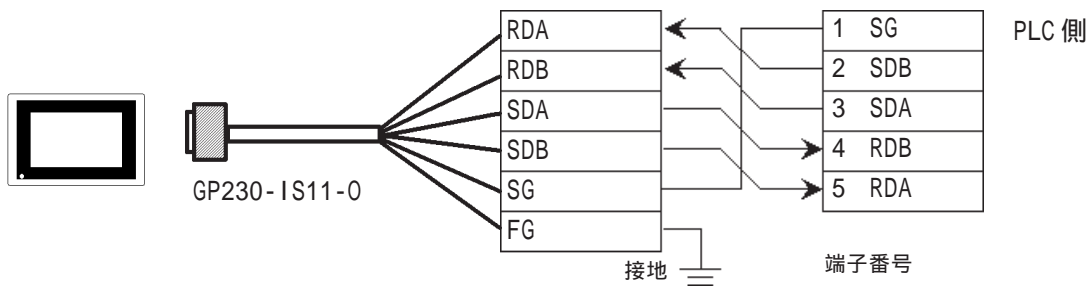 RDA
RDB
SDA
SDB
SG
FG
1 SG
2 SDB
3 SDA
4 RDB
5 RDA
PLC 側
GP230-IS11-O
接地
端子番号